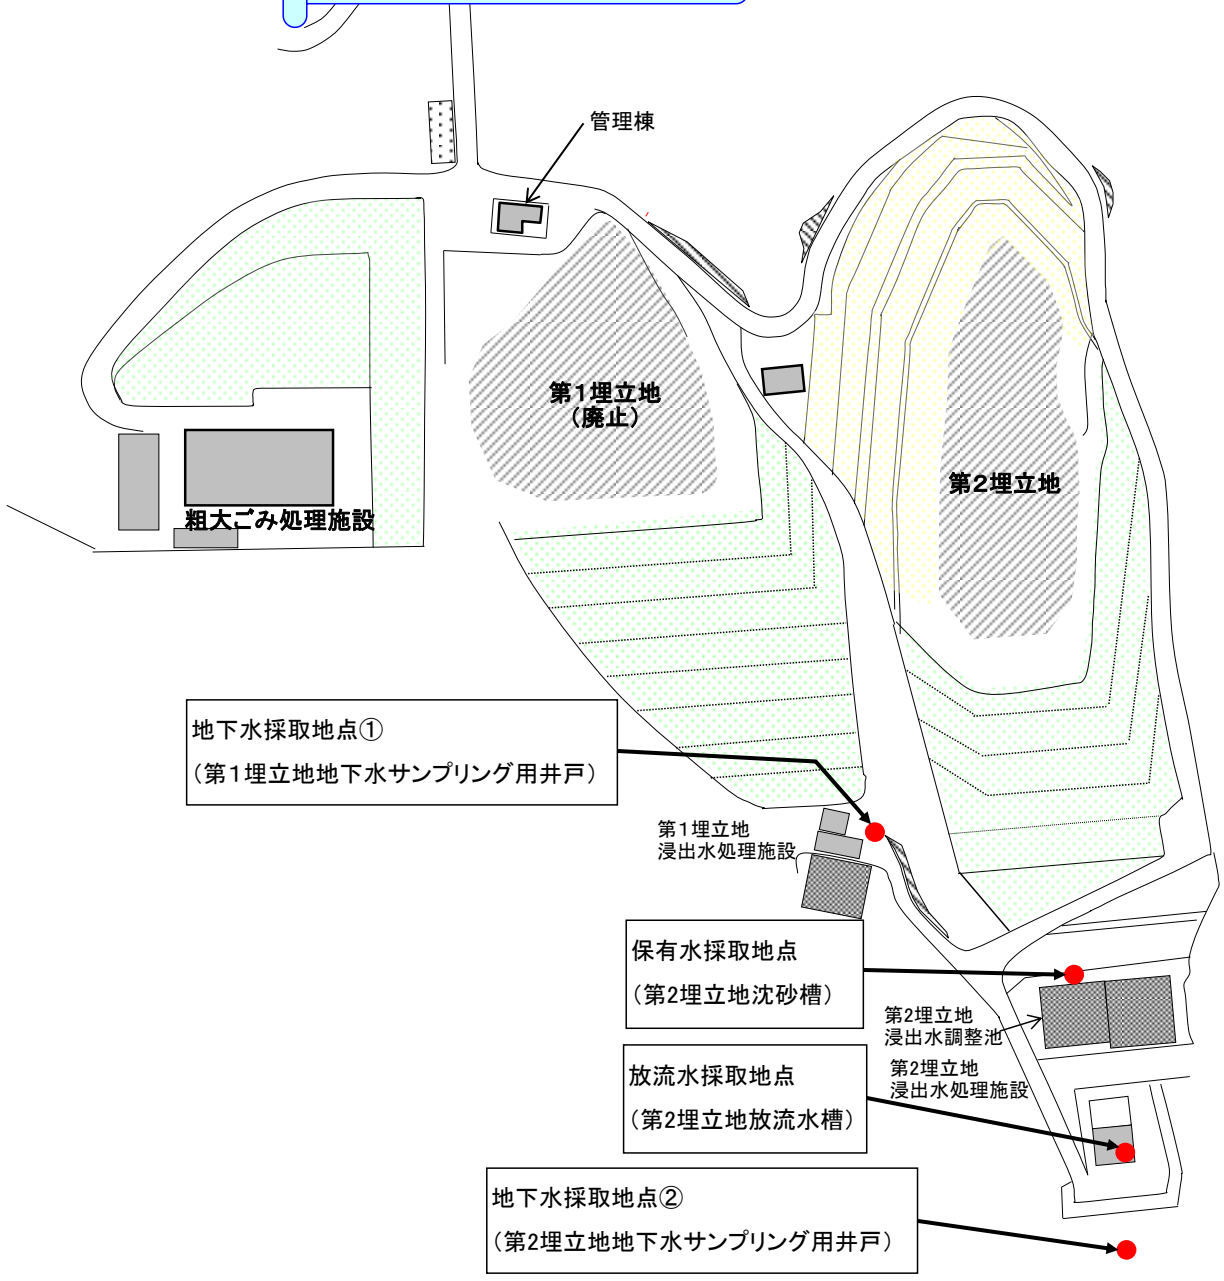 管理棟
第1埋立地
（廃止）
第2埋立地
粗大ごみ処理施設
地下水採取地点①
（第1埋立地地下水サンプリング用井戸）
第1埋立地
浸出水処理施設
保有水採取地点
（第2埋立地沈砂槽）
第2埋立地
浸出水調整池
放流水採取地点
（第2埋立地放流水槽）
第2埋立地
浸出水処理施設
地下水採取地点②
（第2埋立地地下水サンプリング用井戸）